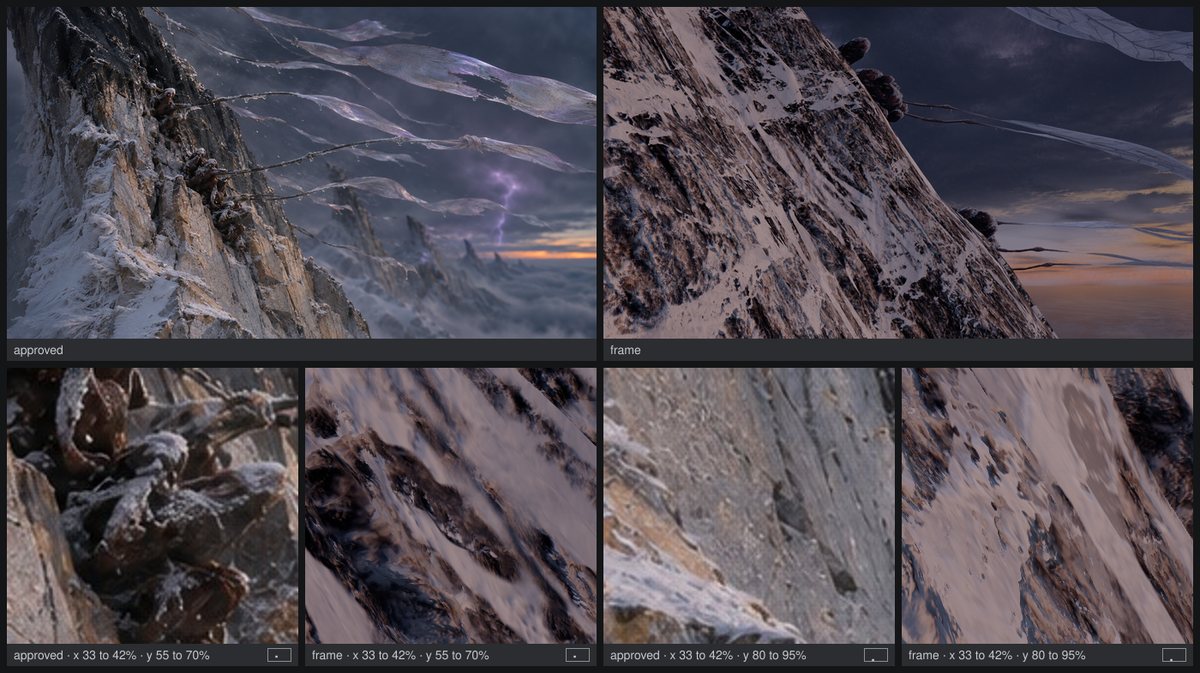 approved
frame
approved · x 33 to 42% · y 55 to 70%
frame · x 33 to 42% · y 55 to 70%
approved · x 33 to 42% · y 80 to 95%
frame · x 33 to 42% · y 80 to 95%